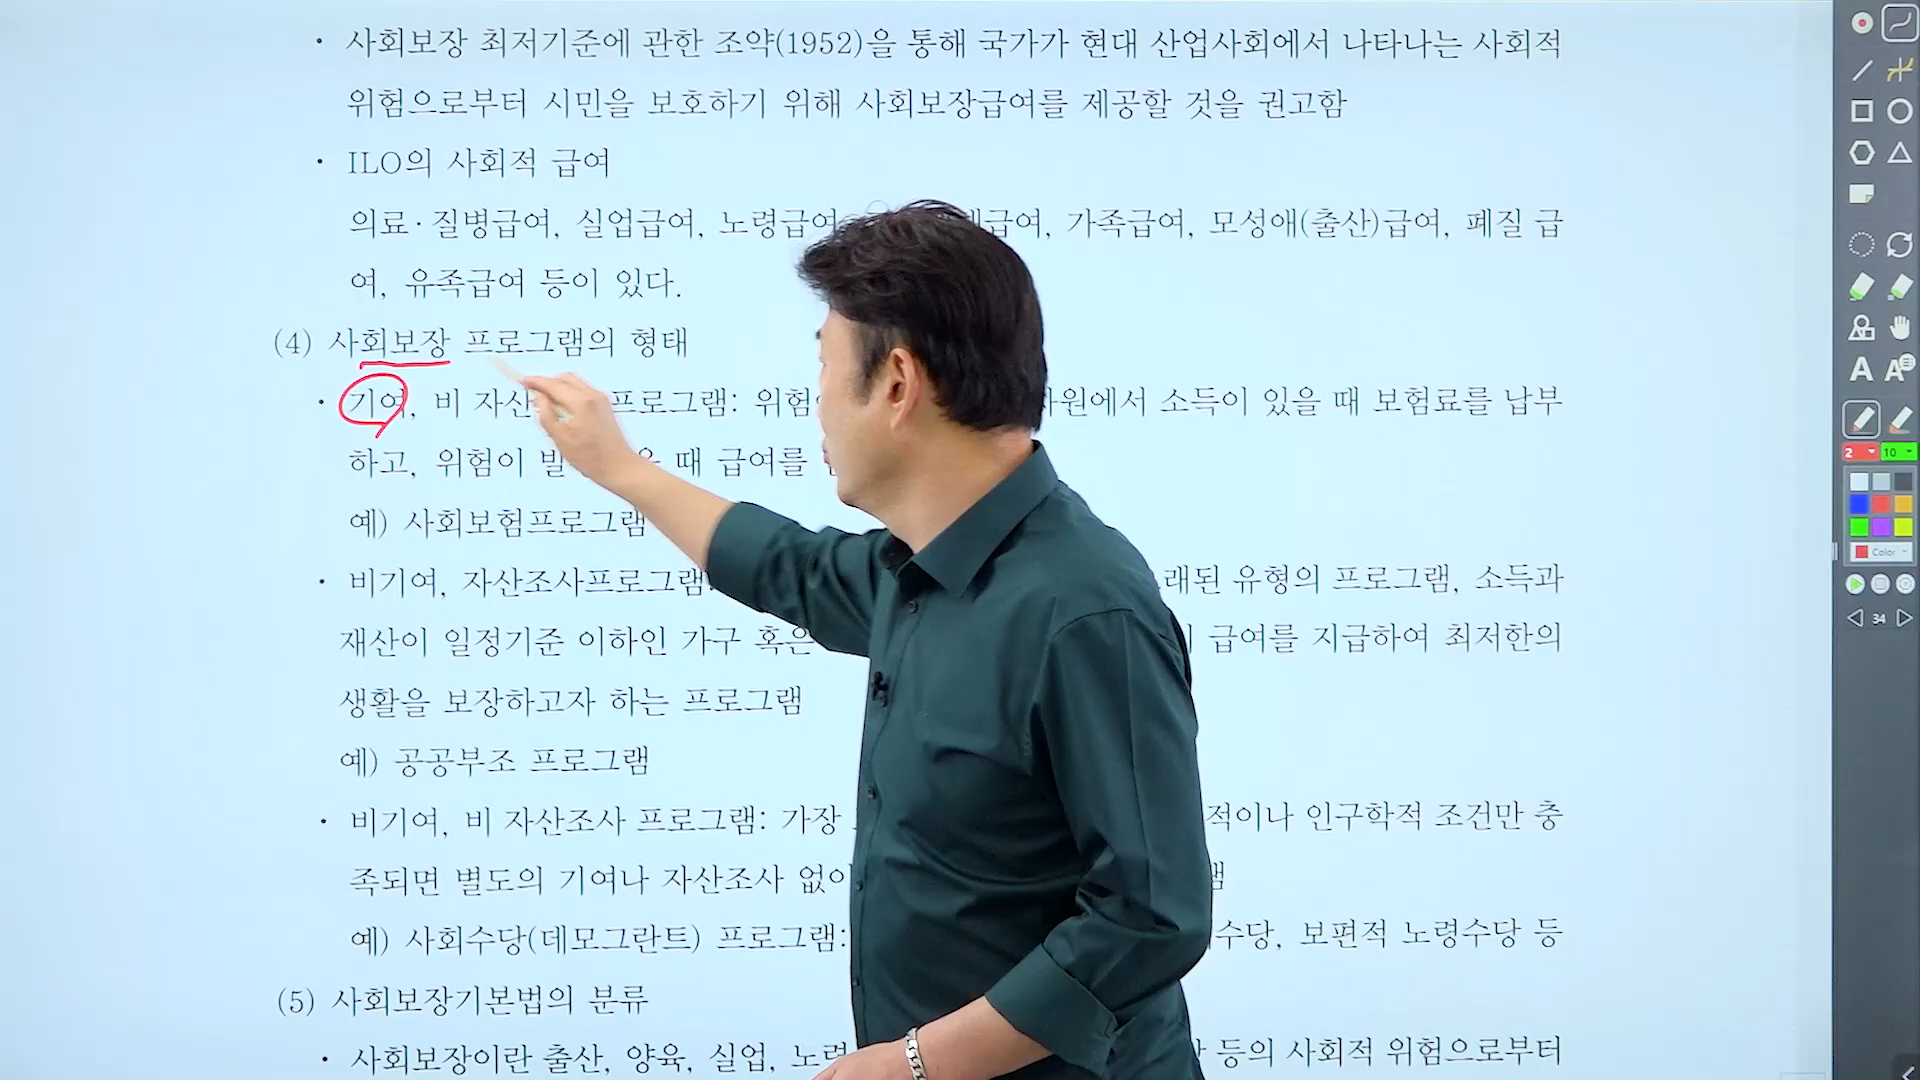 · 사회보장 최저기준에 관한 조약(1952)을 통해 국가가 현대 산업사회에서 나타나는 사회적
위험으로부터 시민을 보호하기 위해 사회보장급여를 제공할 것을 권고함
· ILO의 사회적 급여
의료·질병급여, 실업급여, 노령급여 급여, 가족급여, 모성애(출산)급여, 폐질 급
여, 유족급여 등이 있다.
(4) 사회보장 프로그램의 형태
· 기여, 비 자산 프로그램: 위험 차원에서 소득이 있을 때 보험료를 납부
하고, 위험이 때 급여를
예) 사회보험프로그램
· 비기여, 자산조사프로그램 래된 유형의 프로그램, 소득과
재산이 일정기준 이하인 가구 혹은 급여를 지급하여 최저한의
생활을 보장하고자 하는 프로그램
예) 공공부조 프로그램
· 비기여, 비 자산조사 프로그램: 가장 적이나 인구학적 조건만 충
족되면 별도의 기여나 자산조사 없이 램
예) 사회수당(데모그란트) 프로그램: 수당, 보편적 노령수당 등
(5) 사회보장기본법의 분류
· 사회보장이란 출산, 양육, 실업, 노령 등의 사회적 위험으로부터
A A
2 10
Color
34